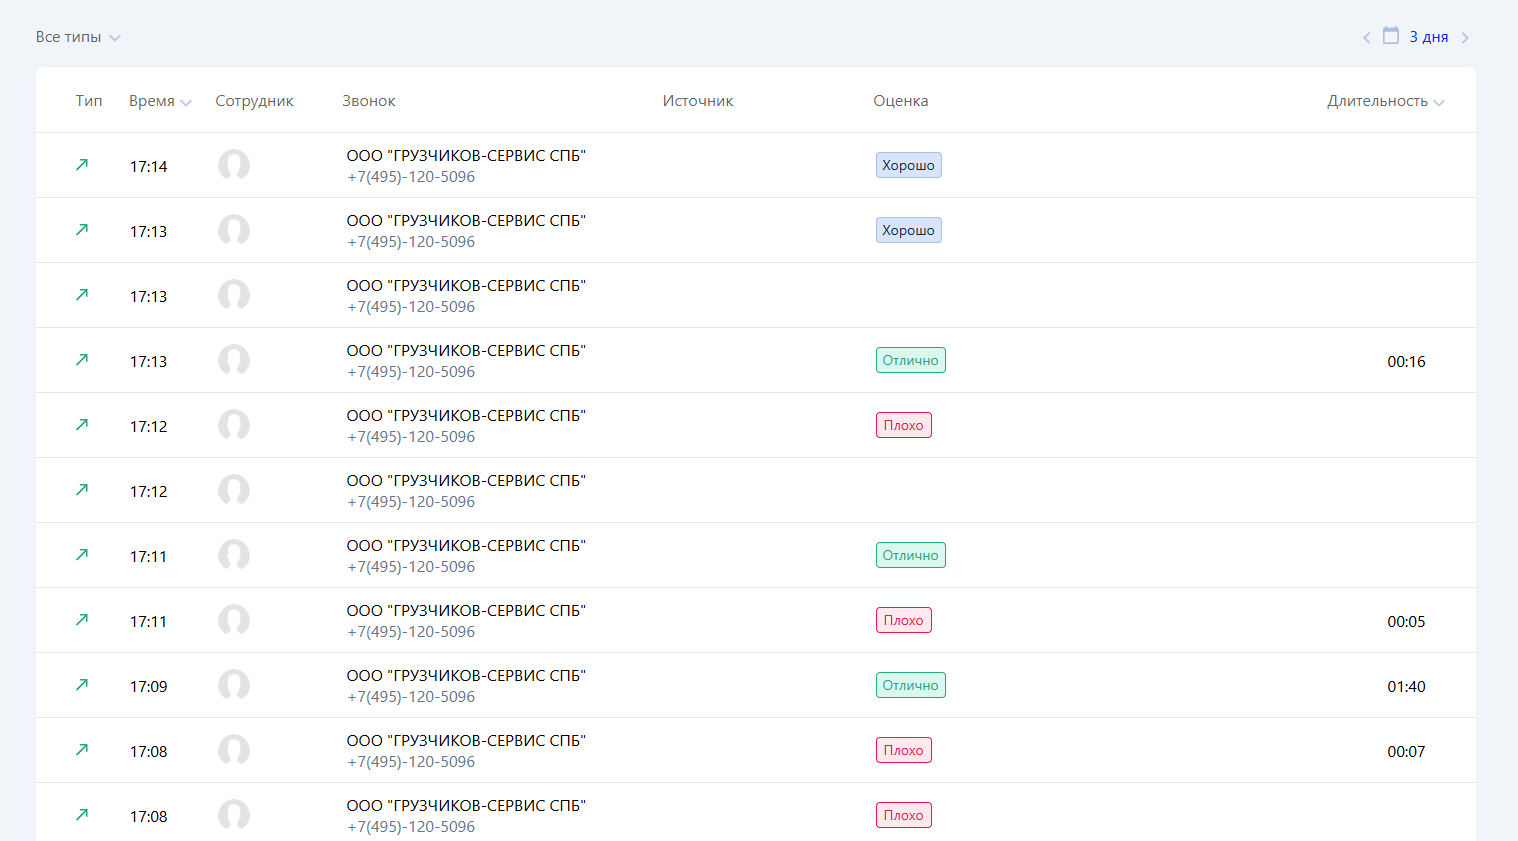 Все типы
3 дня
Тип Время Сотрудник Звонок Источник Оценка Длительность
17:14 ООО "ГРУЗЧИКОВ-СЕРВИС СПБ" Хорошо
+7(495)-120-5096
17:13 ООО "ГРУЗЧИКОВ-СЕРВИС СПБ" Хорошо
+7(495)-120-5096
17:13 ООО "ГРУЗЧИКОВ-СЕРВИС СПБ"
+7(495)-120-5096
17:13 ООО "ГРУЗЧИКОВ-СЕРВИС СПБ" Отлично 00:16
+7(495)-120-5096
17:12 ООО "ГРУЗЧИКОВ-СЕРВИС СПБ" Плохо
+7(495)-120-5096
17:12 ООО "ГРУЗЧИКОВ-СЕРВИС СПБ"
+7(495)-120-5096
17:11 ООО "ГРУЗЧИКОВ-СЕРВИС СПБ" Отлично
+7(495)-120-5096
17:11 ООО "ГРУЗЧИКОВ-СЕРВИС СПБ" Плохо 00:05
+7(495)-120-5096
17:09 ООО "ГРУЗЧИКОВ-СЕРВИС СПБ" Отлично 01:40
+7(495)-120-5096
17:08 ООО "ГРУЗЧИКОВ-СЕРВИС СПБ" Плохо 00:07
+7(495)-120-5096
17:08 ООО "ГРУЗЧИКОВ-СЕРВИС СПБ" Плохо
+7(495)-120-5096